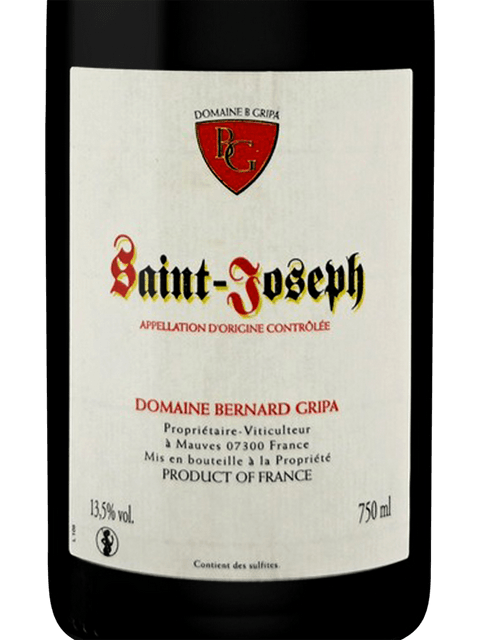 DOMAINE B GRIPA
BG
Saint-Joseph
APPELLATION D'ORIGINE CONTRÔLÉE
DOMAINE BERNARD GRIPA
Propriétaire-Viticulteur
à Mauves 07300 France
Mis en bouteille à la Propriété
PRODUCT OF FRANCE
13,5% vol.
750 ml
Contient des sulfites.